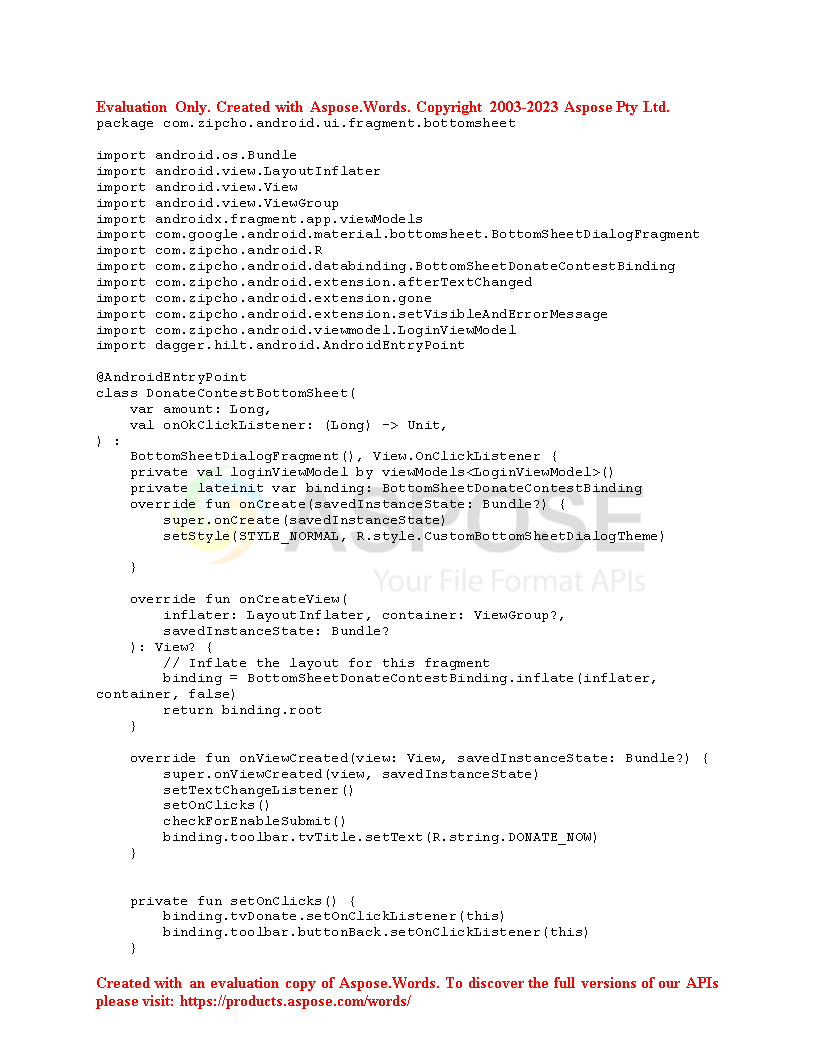 Evaluation Only. Created with Aspose.Words. Copyright 2003-2023 Aspose Pty Ltd.
package com.zipcho.android.ui.fragment.bottomsheet

import android.os.Bundle
import android.view.LayoutInflater
import android.view.View
import android.view.ViewGroup
import androidx.fragment.app.viewModels
import com.google.android.material.bottomsheet.BottomSheetDialogFragment
import com.zipcho.android.R
import com.zipcho.android.databinding.BottomSheetDonateContestBinding
import com.zipcho.android.extension.afterTextChanged
import com.zipcho.android.extension.gone
import com.zipcho.android.extension.setVisibleAndErrorMessage
import com.zipcho.android.viewmodel.LoginViewModel
import dagger.hilt.android.AndroidEntryPoint

@AndroidEntryPoint
class DonateContestBottomSheet(
    var amount: Long,
    val onOkClickListener: (Long) -> Unit,
) :
    BottomSheetDialogFragment(), View.OnClickListener {
    private val loginViewModel by viewModels<LoginViewModel>()
    private lateinit var binding: BottomSheetDonateContestBinding
    override fun onCreate(savedInstanceState: Bundle?) {
        super.onCreate(savedInstanceState)
        setStyle(STYLE_NORMAL, R.style.CustomBottomSheetDialogTheme)
ASPOSE
    }
Your File Format APIs
    override fun onCreateView(
        inflater: LayoutInflater, container: ViewGroup?,
        savedInstanceState: Bundle?
    ): View? {
        // Inflate the layout for this fragment
        binding = BottomSheetDonateContestBinding.inflate(inflater,
container, false)
        return binding.root
    }

    override fun onViewCreated(view: View, savedInstanceState: Bundle?) {
        super.onViewCreated(view, savedInstanceState)
        setTextChangeListener()
        setOnClicks()
        checkForEnableSubmit()
        binding.toolbar.tvTitle.setText(R.string.DONATE_NOW)
    }


    private fun setOnClicks() {
        binding.tvDonate.setOnClickListener(this)
        binding.toolbar.buttonBack.setOnClickListener(this)
    }
Created with an evaluation copy of Aspose.Words. To discover the full versions of our APIs
please visit: https://products.aspose.com/words/